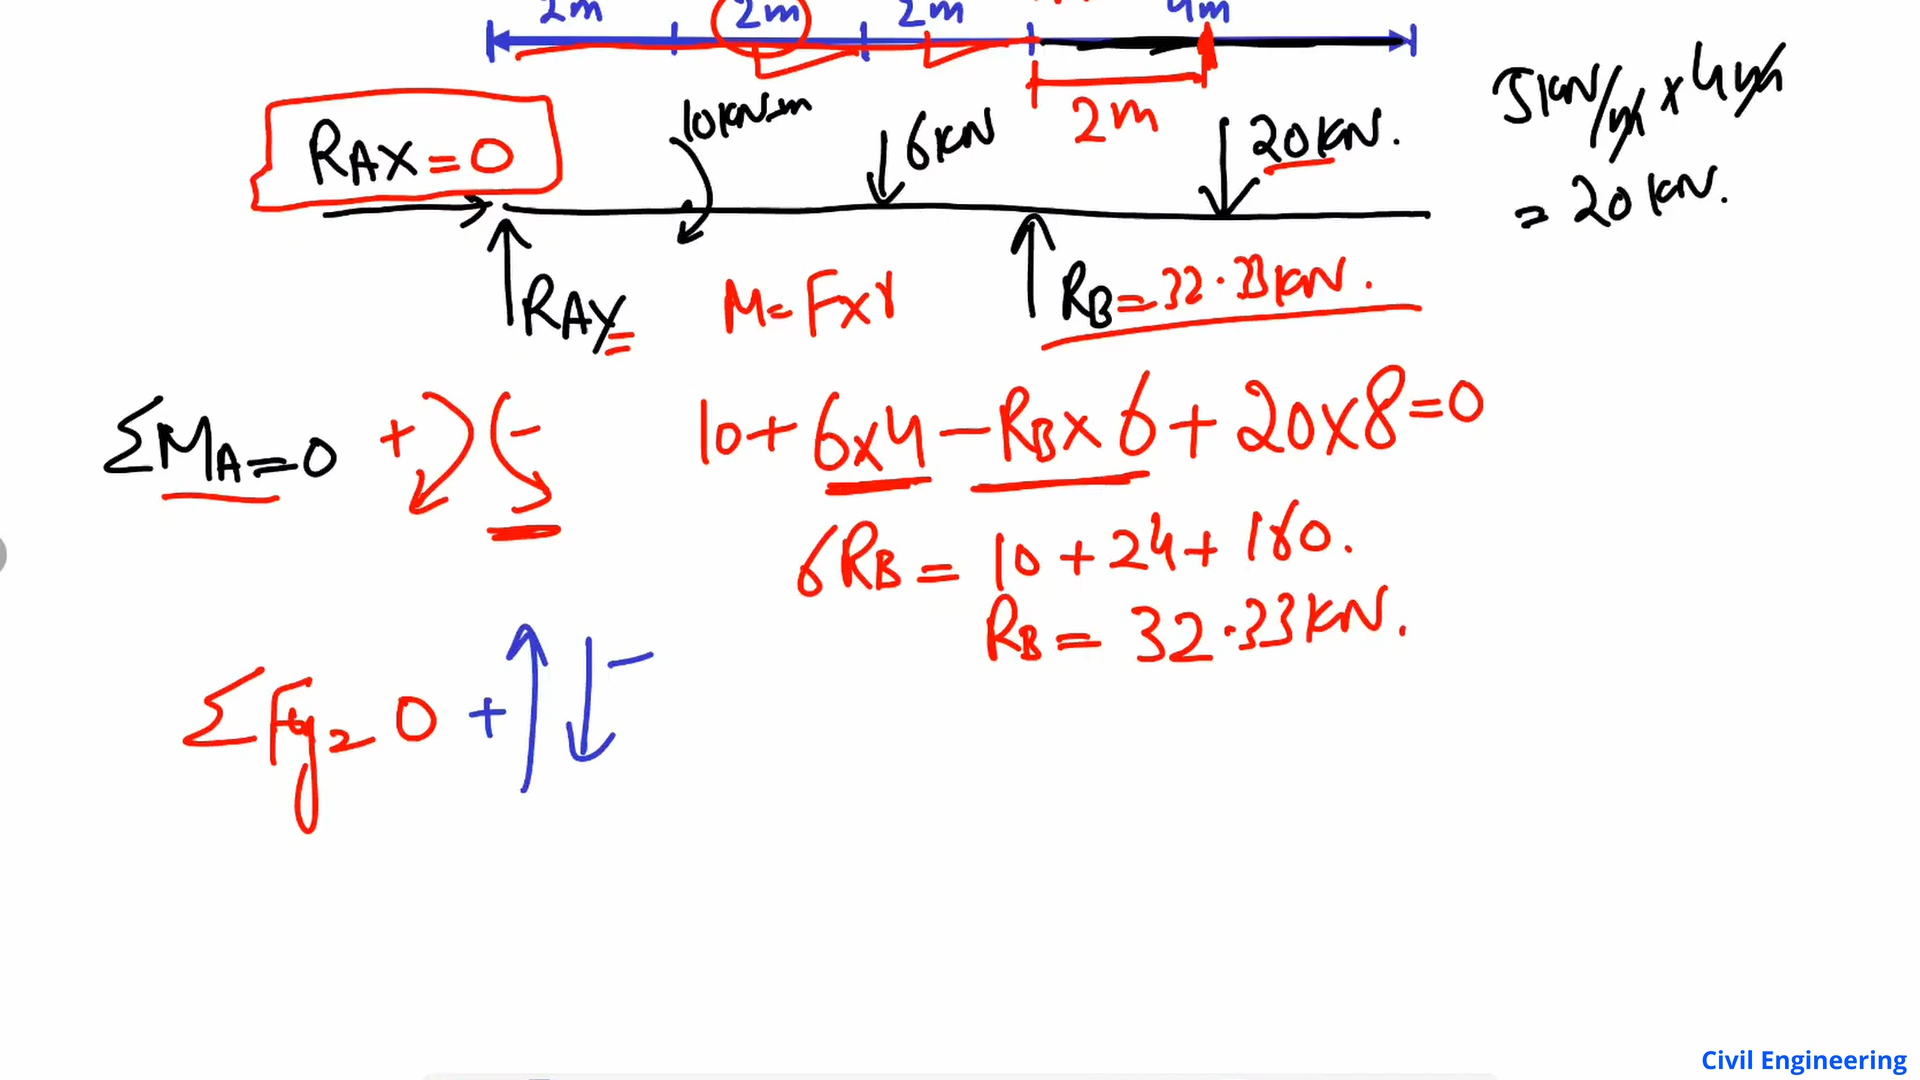 2m 2m 2m 4m
5KN/m x 4m
= 20KN.
RAX=0
10KN-m
6KN
2m
20KN.
RAY=
M= Fxr
RB=32.33KN.
ΣMA=0 + -
10+6x4-RBx6+20x8=0
6RB= 10+24+160.
RB= 32.33KN.
ΣFy= 0 + -
Civil Engineering